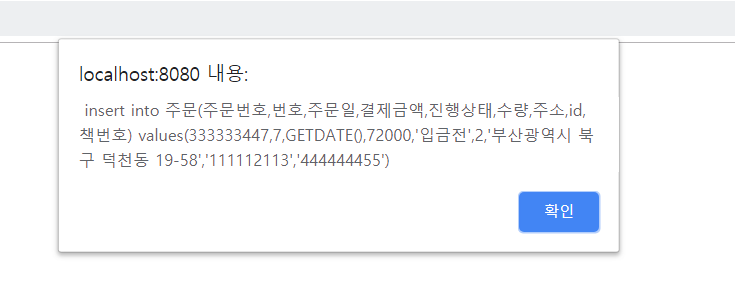 localhost:8080 내용:
insert into 주문(주문번호,번호,주문일,결제금액,진행상태,수량,주소,id,
책번호) values(333333447,7,GETDATE(),72000,'입금전',2,'부산광역시 북
구 덕천동 19-58','111112113','444444455')
확인